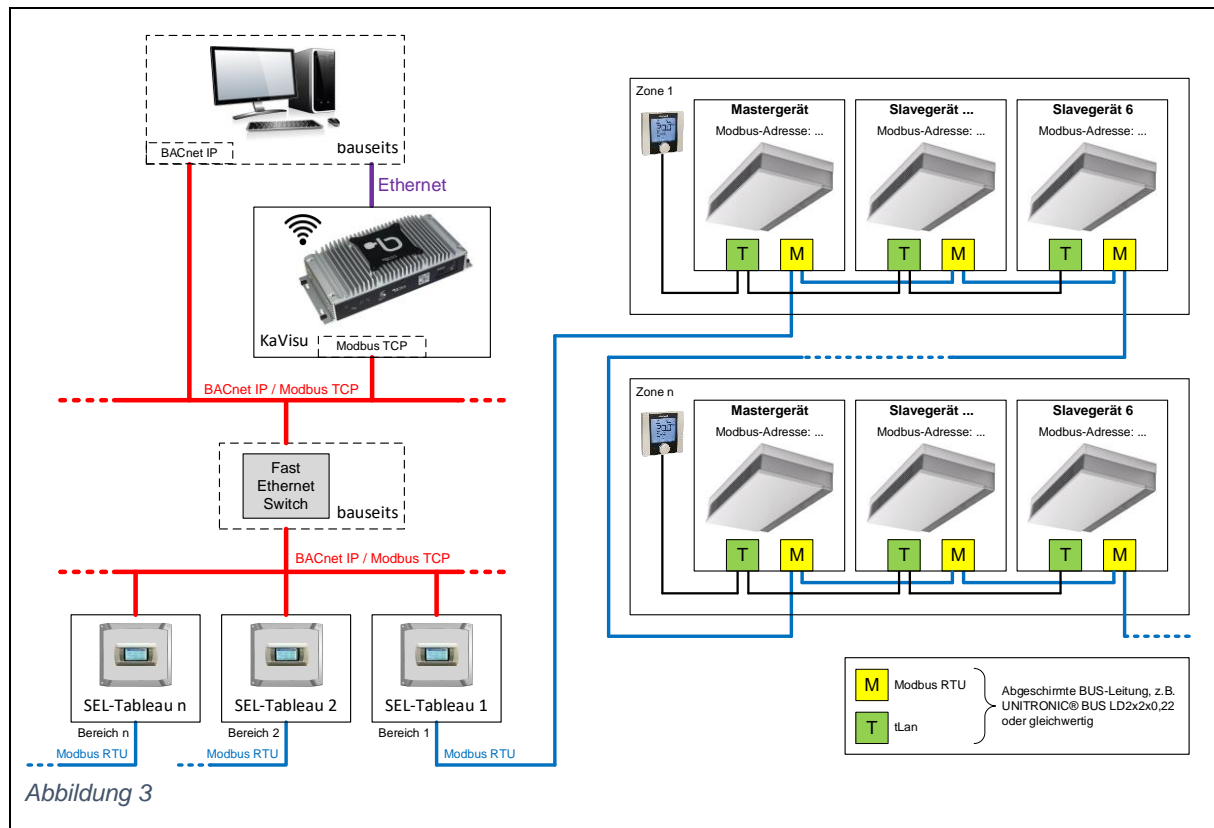 BACnet IP
bauseits
Ethernet
KaVisu
Modbus TCP
BACnet IP / Modbus TCP
Fast
Ethernet
Switch
bauseits
BACnet IP / Modbus TCP
SEL-Tableau n
SEL-Tableau 2
SEL-Tableau 1
Bereich n
Bereich 2
Bereich 1
Modbus RTU
Modbus RTU
Modbus RTU
Zone 1
Mastergerät
Modbus-Adresse: ...
Slavegerät ...
Modbus-Adresse: ...
Slavegerät 6
Modbus-Adresse: ...
T
M
T
M
T
M
Zone n
Mastergerät
Modbus-Adresse: ...
Slavegerät ...
Modbus-Adresse: ...
Slavegerät 6
Modbus-Adresse: ...
T
M
T
M
T
M
M
Modbus RTU
T
tLan
Abgeschirmte BUS-Leitung, z.B.
UNITRONIC® BUS LD2x2x0,22
oder gleichwertig
Abbildung 3